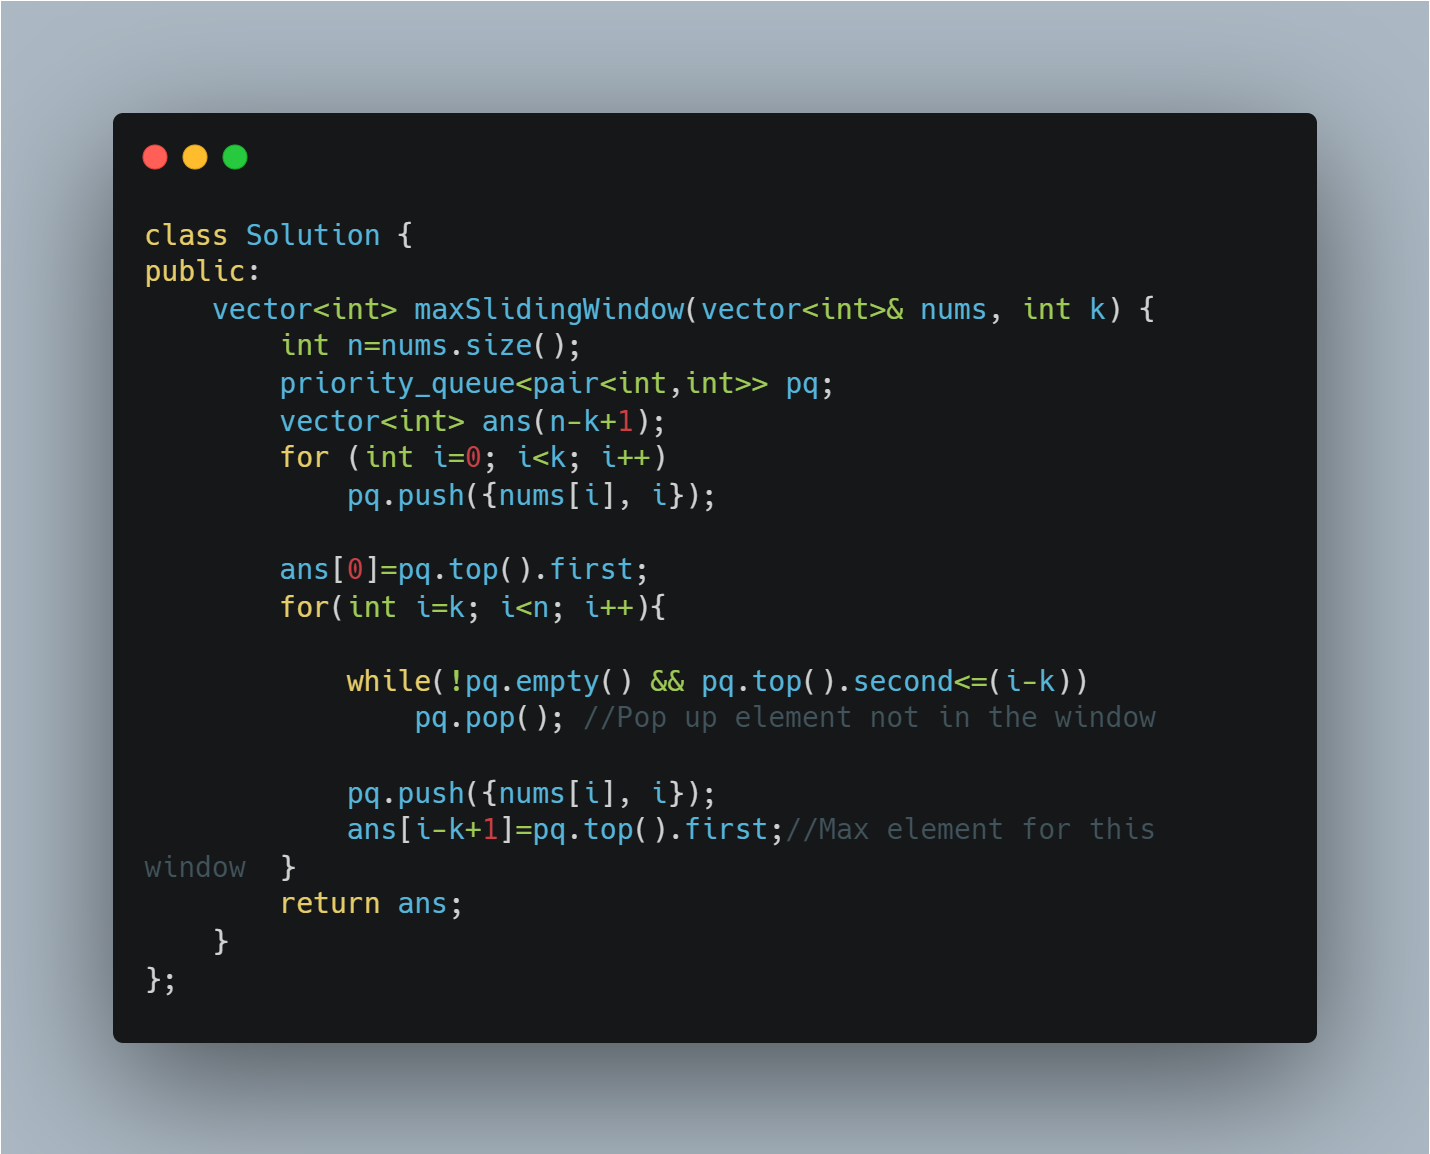 class Solution {
public:
    vector<int> maxSlidingWindow(vector<int>& nums, int k) {
        int n=nums.size();
        priority_queue<pair<int,int>> pq;
        vector<int> ans(n-k+1);
        for (int i=0; i<k; i++)
            pq.push({nums[i], i});

        ans[0]=pq.top().first;
        for(int i=k; i<n; i++){

            while(!pq.empty() && pq.top().second<=(i-k))
                pq.pop(); //Pop up element not in the window

            pq.push({nums[i], i});
            ans[i-k+1]=pq.top().first;//Max element for this
window  }
        return ans;
    }
};